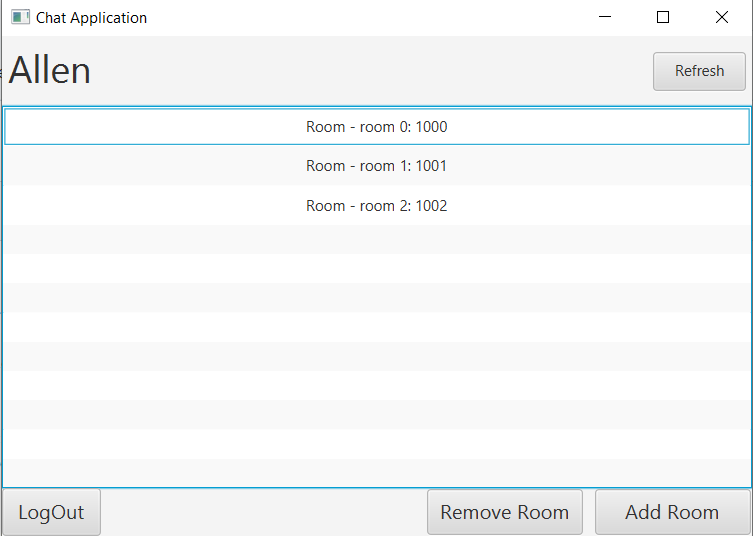 Chat Application
Allen
Refresh
Room - room 0: 1000
Room - room 1: 1001
Room - room 2: 1002
LogOut
Remove Room
Add Room